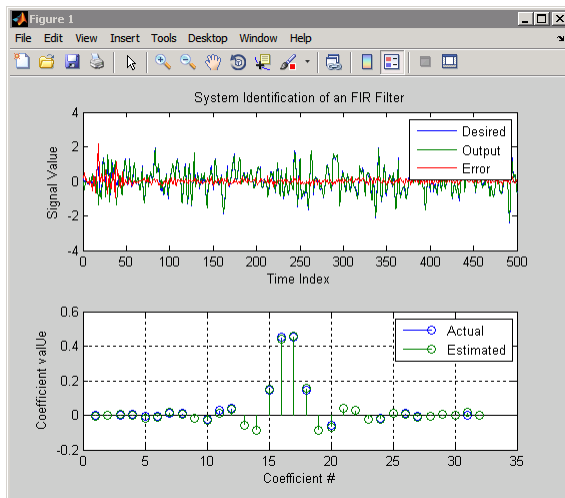 Figure 1
File Edit View Insert Tools Desktop Window Help
System Identification of an FIR Filter
4
2
0
-2
-4
Signal Value
Desired
Output
Error
0 50 100 150 200 250 300 350 400 450 500
Time Index
0.6
0.4
0.2
0
-0.2
Coefficient valUe
Actual
Estimated
0 5 10 15 20 25 30 35
Coefficient #